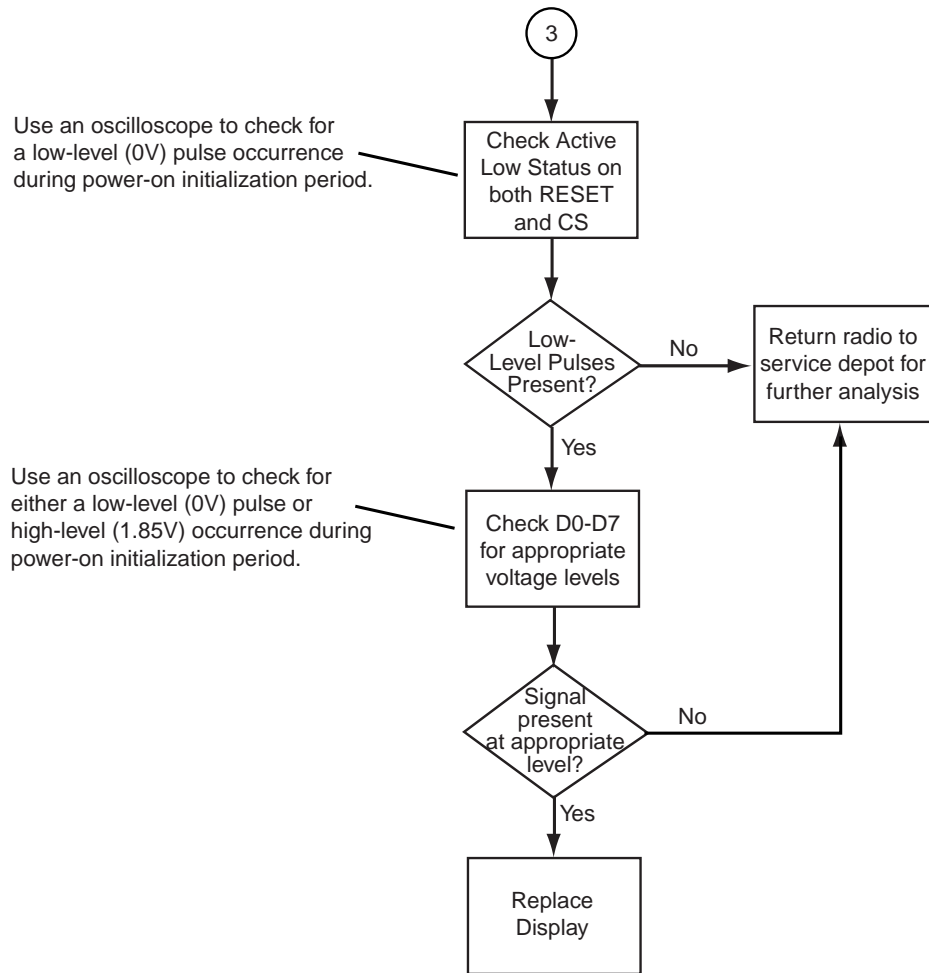 3
Use an oscilloscope to check for
a low-level (0V) pulse occurrence
during power-on initialization period.
Check Active
Low Status on
both RESET
and CS
Low-
Level Pulses
Present?
No
Return radio to
service depot for
further analysis
Yes
Use an oscilloscope to check for
either a low-level (0V) pulse or
high-level (1.85V) occurrence during
power-on initialization period.
Check D0-D7
for appropriate
voltage levels
Signal
present
at appropriate
level?
No
Yes
Replace
Display